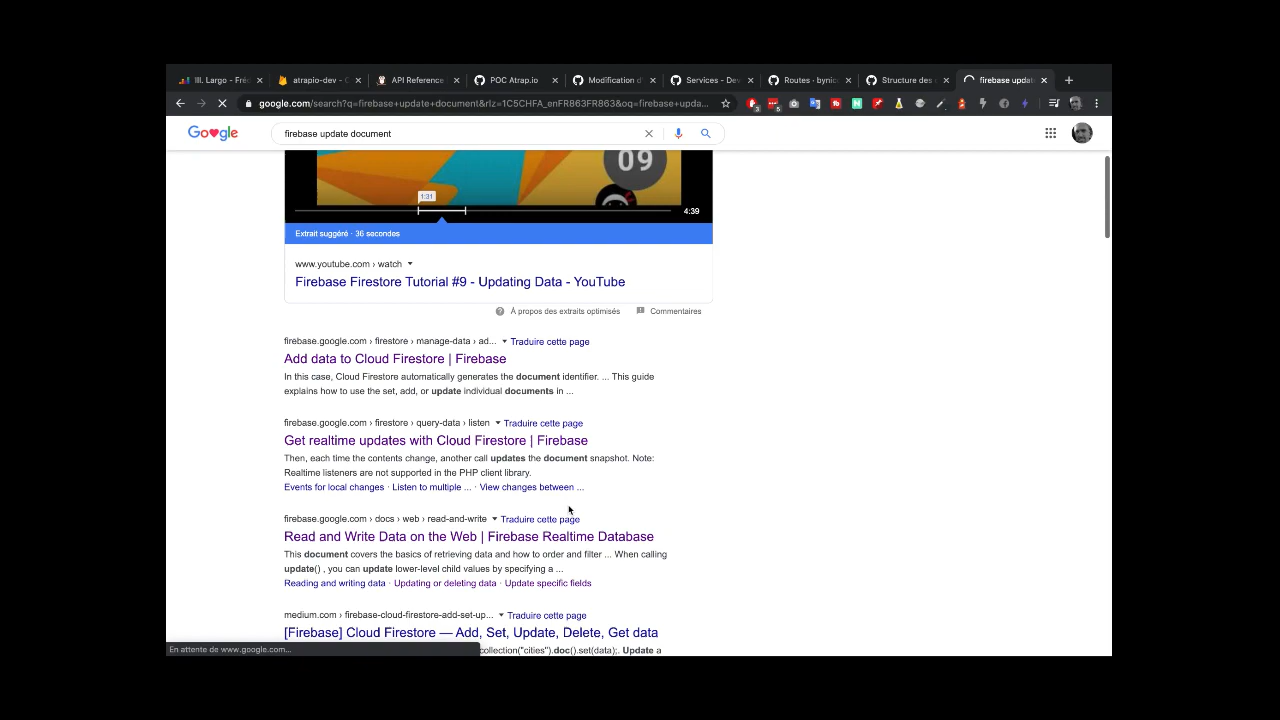 III. Largo - Fré
atrapio-dev - C
API Reference
POC Atrap.io
Modification d'
Services - Dev
Routes · bynic
Structure des
firebase updat
google.com/search?q=firebase+update+document&rlz=1C5CHFA_enFR863FR863&oq=firebase+upda...
Google
firebase update document
09
1:31
4:39
Extrait suggéré · 36 secondes
www.youtube.com › watch
Firebase Firestore Tutorial #9 - Updating Data - YouTube
À propos des extraits optimisés
Commentaires
firebase.google.com › firestore › manage-data › ad... Traduire cette page
Add data to Cloud Firestore | Firebase
In this case, Cloud Firestore automatically generates the document identifier. ... This guide
explains how to use the set, add, or update individual documents in ...
firebase.google.com › firestore › query-data › listen Traduire cette page
Get realtime updates with Cloud Firestore | Firebase
Then, each time the contents change, another call updates the document snapshot. Note:
Realtime listeners are not supported in the PHP client library.
Events for local changes · Listen to multiple ... · View changes between ...
firebase.google.com › docs › web › read-and-write Traduire cette page
Read and Write Data on the Web | Firebase Realtime Database
This document covers the basics of retrieving data and how to order and filter ... When calling
update() , you can update lower-level child values by specifying a ...
Reading and writing data · Updating or deleting data · Update specific fields
medium.com › firebase-cloud-firestore-add-set-up... Traduire cette page
[Firebase] Cloud Firestore — Add, Set, Update, Delete, Get data
collection("cities").doc().set(data);. Update a
En attente de www.google.com...